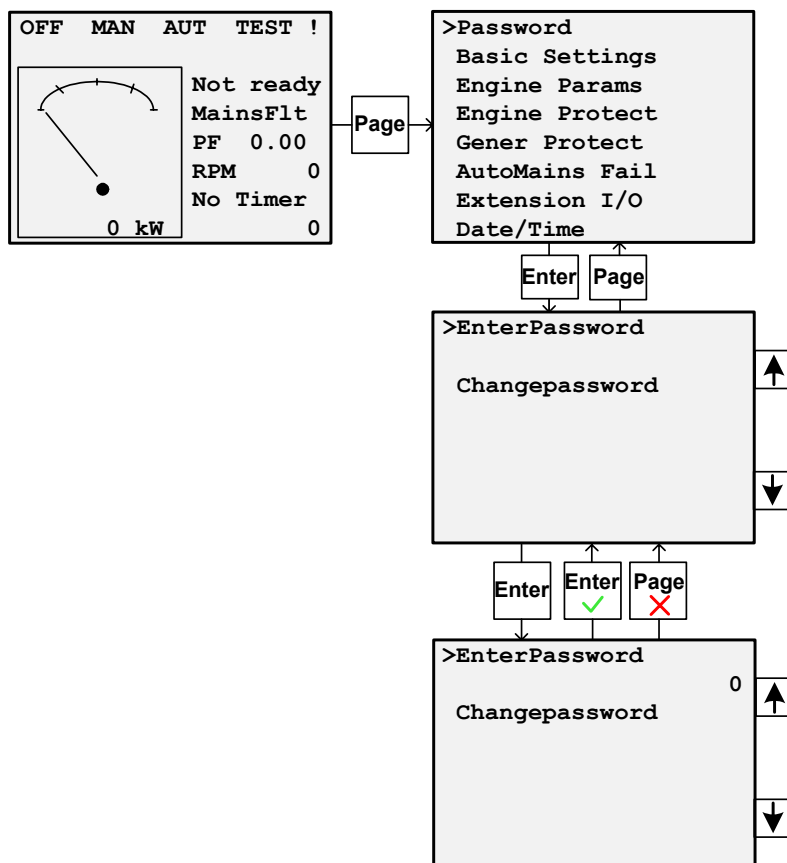 OFF MAN AUT TEST !
Not ready
MainsFlt
PF 0.00
RPM 0
No Timer
0 kW 0
Page
>Password
Basic Settings
Engine Params
Engine Protect
Gener Protect
AutoMains Fail
Extension I/O
Date/Time
Enter Page
>EnterPassword
Changepassword
Enter Enter Page
>EnterPassword
0
Changepassword